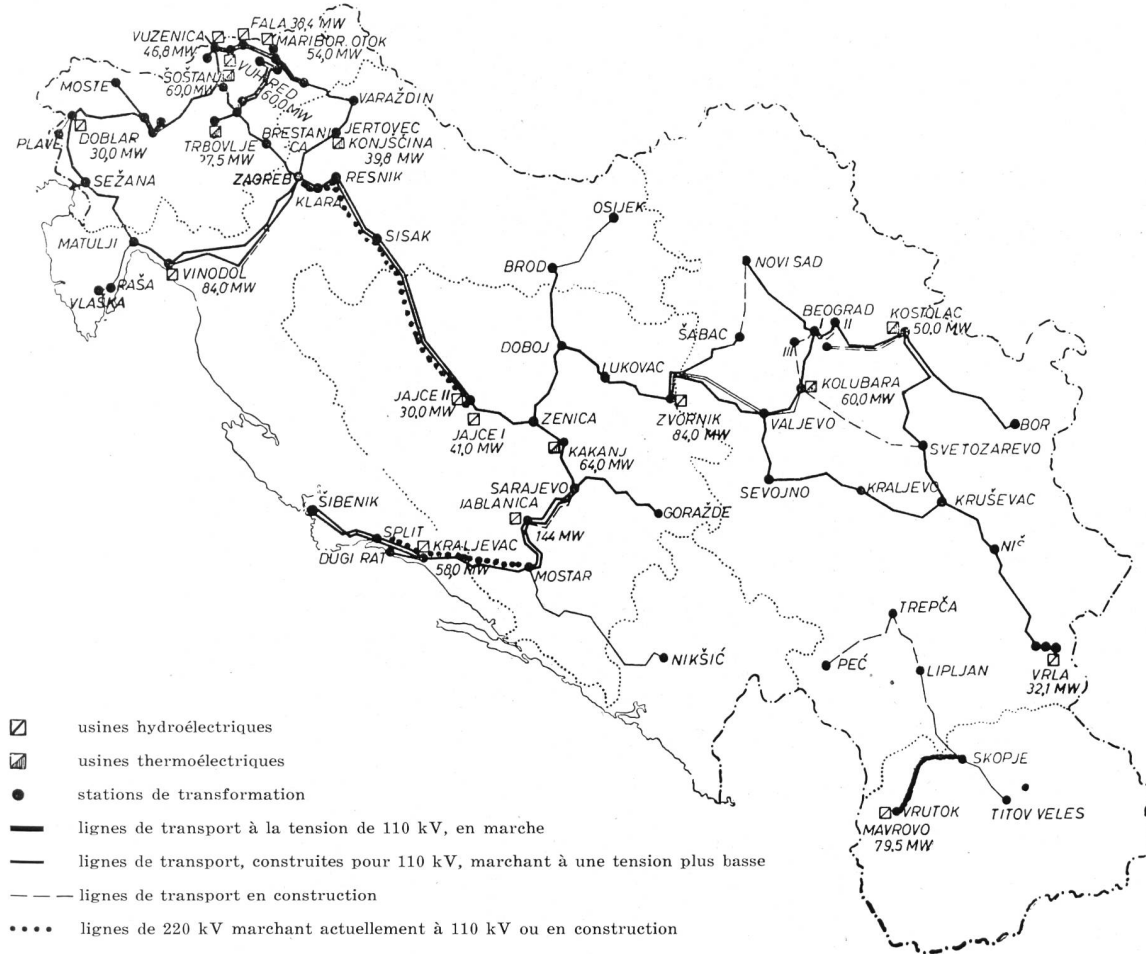 FALA 38,4 MW
VUZENICA
46,8 MW
MARIBOR. OTOK
54,0 MW
ŠOŠTANJ
60,0 MW
VUHRED
60,0 MW
MOSTE
VARAŽDIN
DOBLAR
30,0 MW
PLAVE
TRBOVLJE
27,5 MW
BRESTANICA
JERTOVEC
KONJŠČINA
39,8 MW
SEŽANA
ZAGREB
RESNIK
KLARA
MATULJI
SISAK
VINODOL
84,0 MW
RAŠA
VLAŠKA
OSIJEK
BROD
NOVI SAD
BEOGRAD
II
III
KOSTOLAC
50,0 MW
ŠABAC
DOBOJ
LUKOVAC
KOLUBARA
60,0 MW
JAJCE II
30,0 MW
JAJCE I
41,0 MW
ZENICA
ZVORNIK
84,0 MW
VALJEVO
BOR
KAKANJ
64,0 MW
SVETOZAREVO
SARAJEVO
SEVOJNO
KRALJEVO
KRUŠEVAC
JABLANICA
144 MW
GORAŽDE
ŠIBENIK
SPLIT
KRALJEVAC
58,0 MW
DUGI RAT
MOSTAR
NIŠ
NIKŠIĆ
TREPČA
PEĆ
LIPLJAN
VRLA
32,1 MW)
SKOPJE
VRUTOK
MAVROVO
79,5 MW
TITOV VELES
usines hydroélectriques
usines thermoélectriques
stations de transformation
lignes de transport à la tension de 110 kV, en marche
lignes de transport, construites pour 110 kV, marchant à une tension plus basse
lignes de transport en construction
lignes de 220 kV marchant actuellement à 110 kV ou en construction